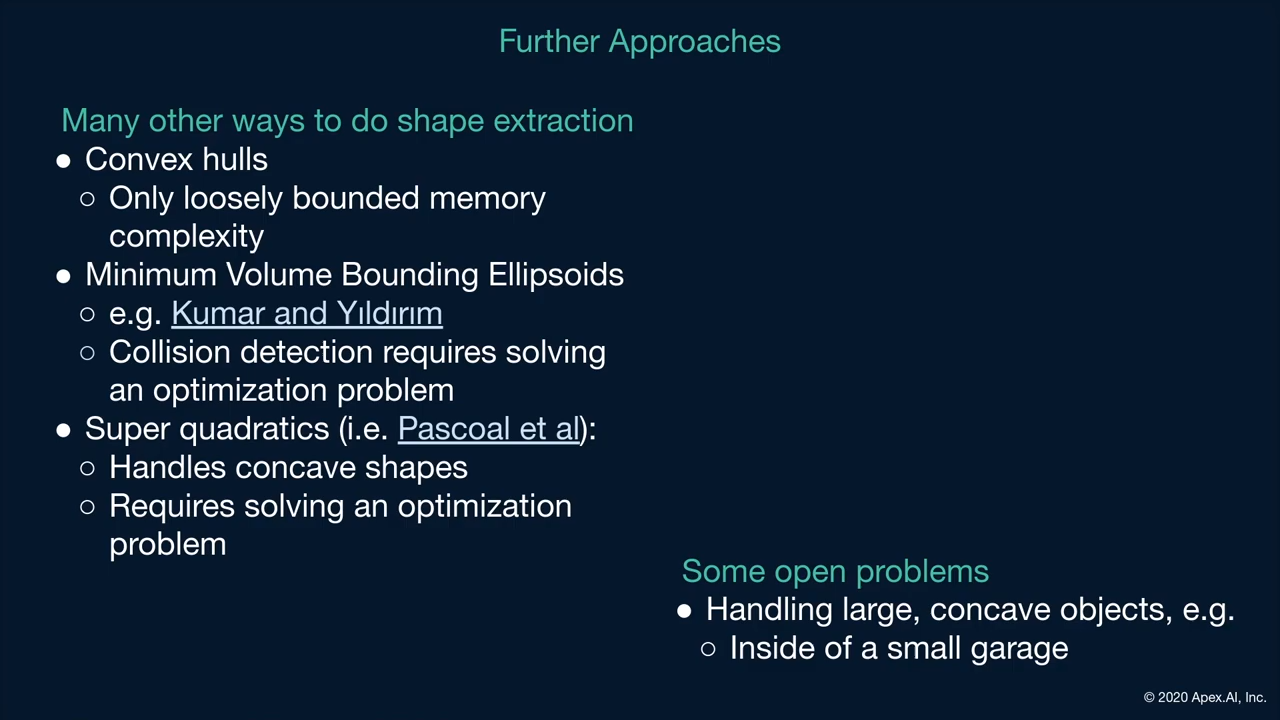 Further Approaches
Many other ways to do shape extraction
● Convex hulls
○ Only loosely bounded memory
complexity
● Minimum Volume Bounding Ellipsoids
○ e.g. Kumar and Yıldırım
○ Collision detection requires solving
an optimization problem
● Super quadratics (i.e. Pascoal et al):
○ Handles concave shapes
○ Requires solving an optimization
problem
Some open problems
● Handling large, concave objects, e.g.
○ Inside of a small garage
© 2020 Apex.AI, Inc.